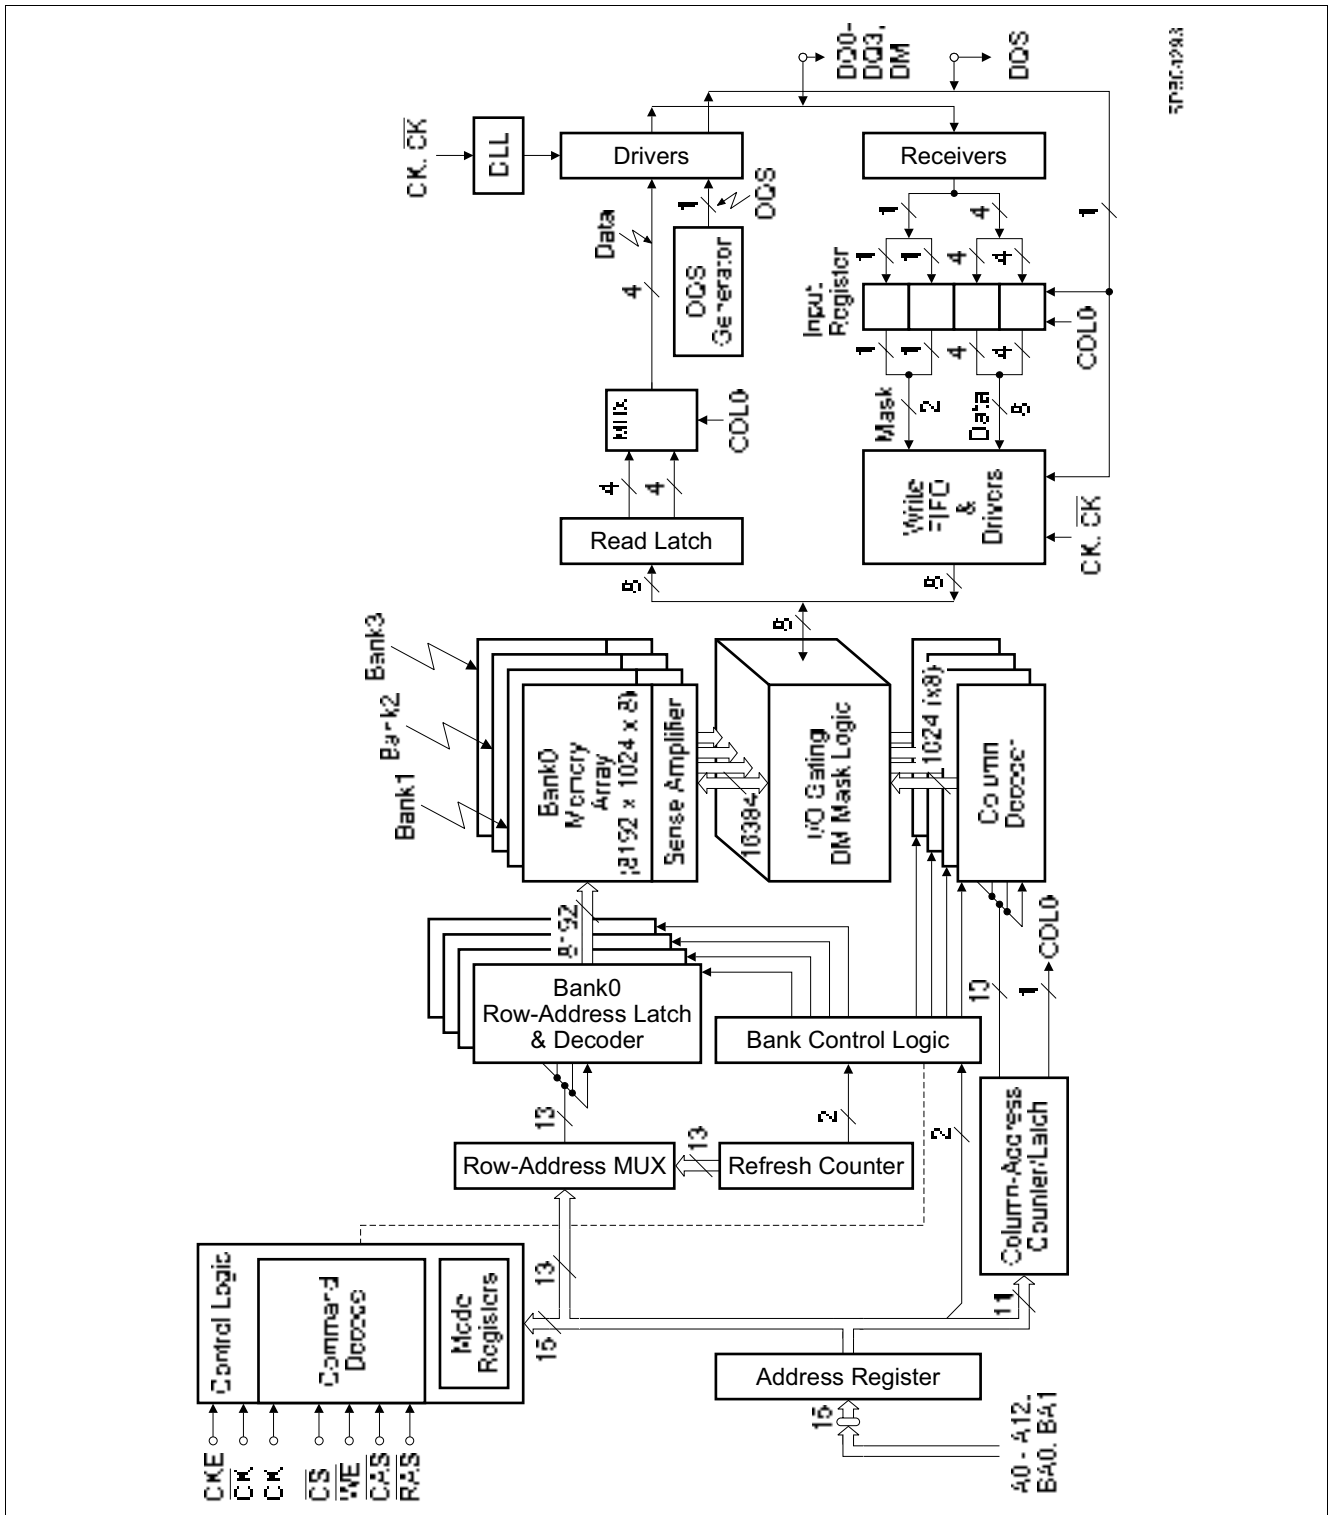 DQ0-
DQ3,
DM
DQS
CK, CK
DLL
Drivers
Receivers
1
DQS
Data
4
DQS
Generator
1
4
1
1
1
4
4
Input
Register
COL0
1
1
4
4
MUX
COL0
Mask
2
Data
8
4
4
Read Latch
Write
FIFO
&
Drivers
CK, CK
8
8
8
Bank3
Bank2
Bank1
Bank0
Memory
Array
(8192 x 1024 x 8)
Sense Amplifier
16384
I/O Gating
DM Mask Logic
1024 (x8)
Column
Decoder
8192
Bank0
Row-Address Latch
& Decoder
Bank Control Logic
10
1
COL0
13
2
2
Row-Address MUX
13
Refresh Counter
Column-Address
Counter/Latch
Control Logic
Command
Decode
Mode
Registers
13
15
11
Address Register
15
CKE
CK
CK
CS
WE
CAS
RAS
A0 - A12,
BA0, BA1